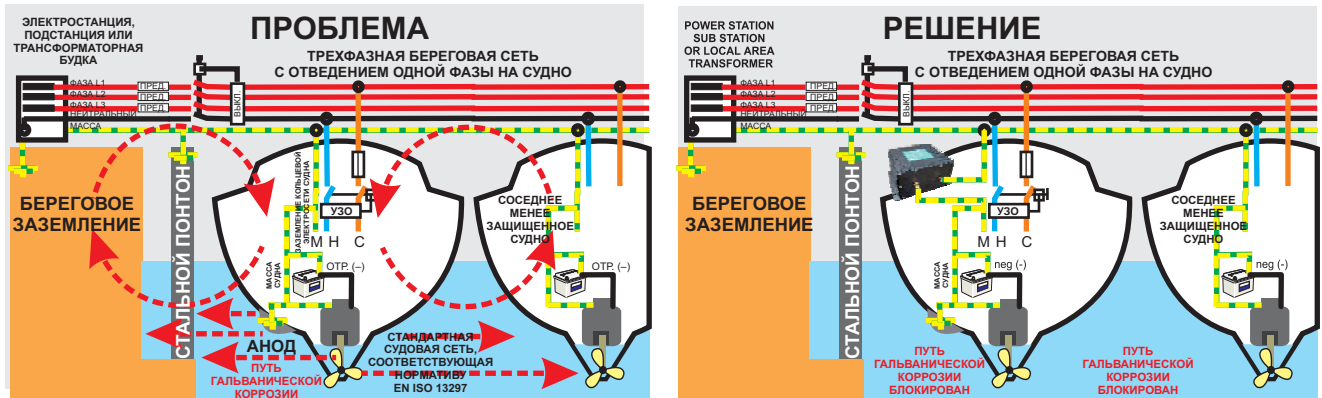 ЭЛЕКТРОСТАНЦИЯ,
ПОДСТАНЦИЯ ИЛИ
ТРАНСФОРМАТОРНАЯ
БУДКА
ПРОБЛЕМА
ТРЕХФАЗНАЯ БЕРЕГОВАЯ СЕТЬ
С ОТВЕДЕНИЕМ ОДНОЙ ФАЗЫ НА СУДНО
ФАЗА L1
ПРЕД.
ФАЗА L2
ПРЕД.
ФАЗА L3
ПРЕД.
НЕЙТРАЛЬНЫЙ
МАССА
ВЫКЛ.
БЕРЕГОВОЕ
ЗАЗЕМЛЕНИЕ
СТАЛЬНОЙ ПОНТОН
ЗАЗЕМЛЕНИЕ КОЛЬЦЕВОЙ
ЭЛЕКТРОСЕТИ СУДНА
УЗО
М Н С
МАССА
СУДНА
ОТР. (–)
СОСЕДНЕЕ
МЕНЕЕ
ЗАЩИЩЕННОЕ
СУДНО
ОТР. (–)
АНОД
ПУТЬ
ГАЛЬВАНИЧЕСКОЙ
КОРРОЗИИ
СТАНДАРТНАЯ
СУДОВАЯ СЕТЬ,
СООТВЕТСТВУЮЩАЯ
НОРМАТИВУ
EN ISO 13297
POWER STATION
SUB STATION
OR LOCAL AREA
TRANSFORMER
РЕШЕНИЕ
ТРЕХФАЗНАЯ БЕРЕГОВАЯ СЕТЬ
С ОТВЕДЕНИЕМ ОДНОЙ ФАЗЫ НА СУДНО
ФАЗА L1
ПРЕД.
ФАЗА L2
ПРЕД.
ФАЗА L3
ПРЕД.
НЕЙТРАЛЬНЫЙ
МАССА
ВЫКЛ.
БЕРЕГОВОЕ
ЗАЗЕМЛЕНИЕ
СТАЛЬНОЙ ПОНТОН
УЗО
М Н С
МАССА
СУДНА
neg (-)
СОСЕДНЕЕ
МЕНЕЕ
ЗАЩИЩЕННОЕ
СУДНО
neg (-)
ПУТЬ
ГАЛЬВАНИЧЕСКОЙ
КОРРОЗИИ
БЛОКИРОВАН
ПУТЬ
ГАЛЬВАНИЧЕСКОЙ
КОРРОЗИИ
БЛОКИРОВАН